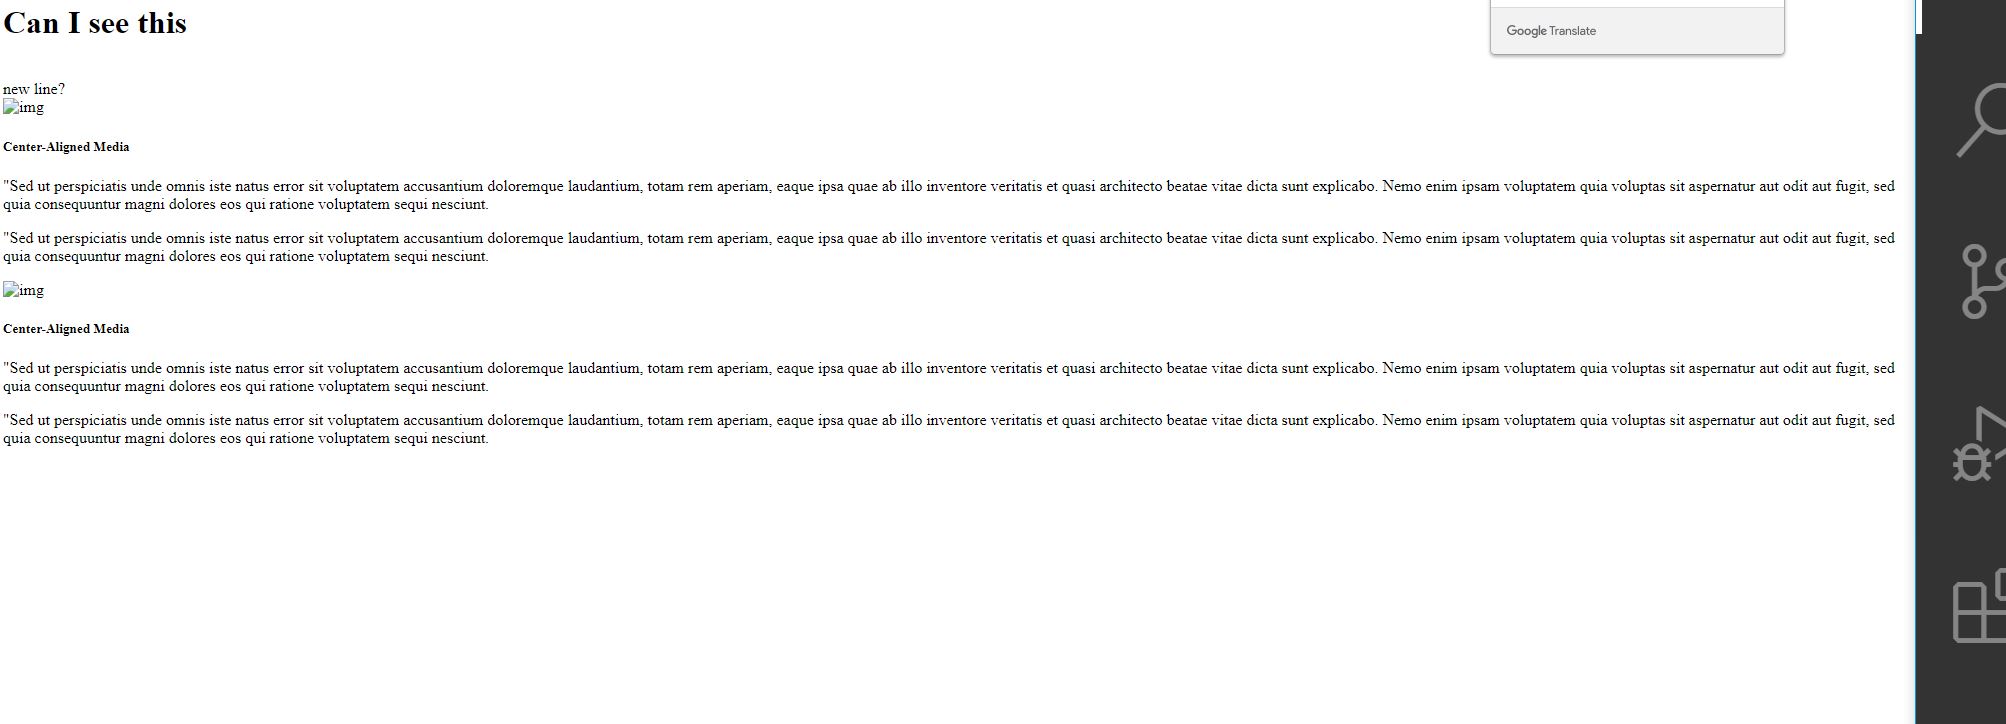 Can I see this
Google Translate
new line?
img
Center-Aligned Media
"Sed ut perspiciatis unde omnis iste natus error sit voluptatem accusantium doloremque laudantium, totam rem aperiam, eaque ipsa quae ab illo inventore veritatis et quasi architecto beatae vitae dicta sunt explicabo. Nemo enim ipsam voluptatem quia voluptas sit aspernatur aut odit aut fugit, sed
quia consequuntur magni dolores eos qui ratione voluptatem sequi nesciunt.
"Sed ut perspiciatis unde omnis iste natus error sit voluptatem accusantium doloremque laudantium, totam rem aperiam, eaque ipsa quae ab illo inventore veritatis et quasi architecto beatae vitae dicta sunt explicabo. Nemo enim ipsam voluptatem quia voluptas sit aspernatur aut odit aut fugit, sed
quia consequuntur magni dolores eos qui ratione voluptatem sequi nesciunt.
img
Center-Aligned Media
"Sed ut perspiciatis unde omnis iste natus error sit voluptatem accusantium doloremque laudantium, totam rem aperiam, eaque ipsa quae ab illo inventore veritatis et quasi architecto beatae vitae dicta sunt explicabo. Nemo enim ipsam voluptatem quia voluptas sit aspernatur aut odit aut fugit, sed
quia consequuntur magni dolores eos qui ratione voluptatem sequi nesciunt.
"Sed ut perspiciatis unde omnis iste natus error sit voluptatem accusantium doloremque laudantium, totam rem aperiam, eaque ipsa quae ab illo inventore veritatis et quasi architecto beatae vitae dicta sunt explicabo. Nemo enim ipsam voluptatem quia voluptas sit aspernatur aut odit aut fugit, sed
quia consequuntur magni dolores eos qui ratione voluptatem sequi nesciunt.